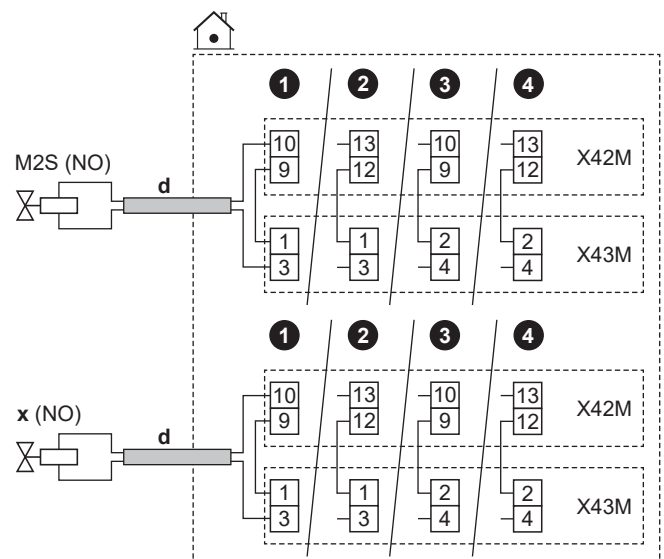 1 2 3 4
10 13 10 13
M2S (NO) 9 12 9 12 X42M
d
1 1 2 2
3 3 4 4 X43M
1 2 3 4
10 13 10 13
x (NO) 9 12 9 12 X42M
d
1 1 2 2
3 3 4 4 X43M